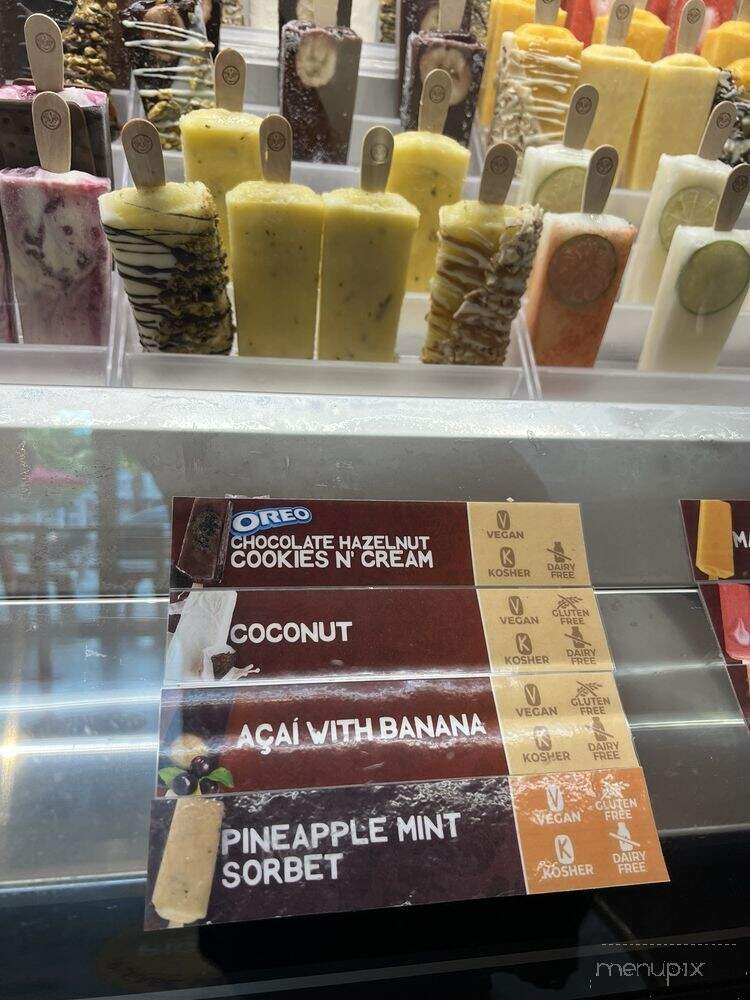 OREO
CHOCOLATE HAZELNUT
COOKIES N' CREAM
V
VEGAN
K
KOSHER
DAIRY
FREE
COCONUT
V
VEGAN
GLUTEN
FREE
K
KOSHER
DAIRY
FREE
AÇAÍ WITH BANANA
V
VEGAN
GLUTEN
FREE
K
KOSHER
DAIRY
FREE
PINEAPPLE MINT
SORBET
V
VEGAN
GLUTEN
FREE
K
KOSHER
DAIRY
FREE
menupix